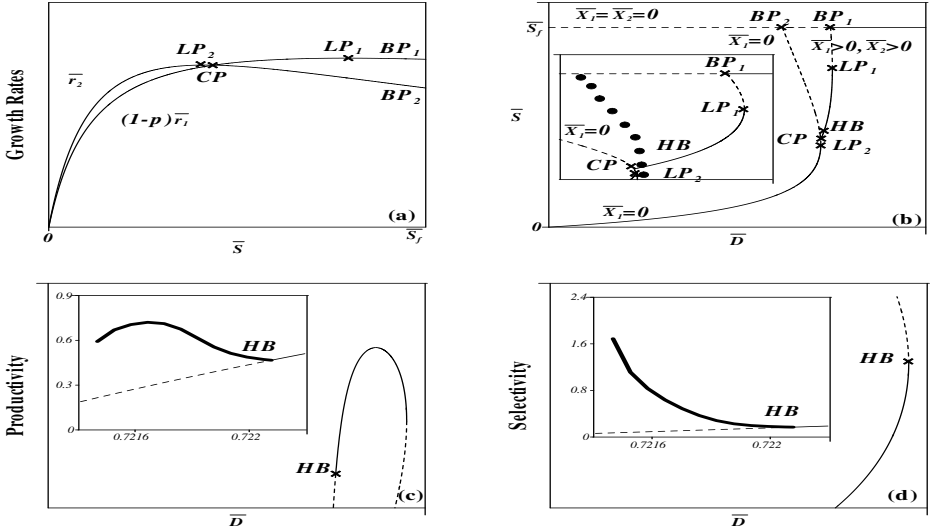 Growth Rates
LP₂
LP₁
BP₁
r̅₂
CP
BP₂
(1-p)r̅₁
(a)
0
S̅
S̅f
S̅f
X̅₁= X̅₂=0
BP₂
BP₁
X̅₁=0
X̅₁>0, X̅₂>0
BP₁
LP₁
S̅
LP₁
X̅₁=0
HB
HB
CP
CP
LP₂
LP₂
X̅₁=0
(b)
0
D̅
Productivity
0.9
0.6
HB
0.3
0
0.7216
0.722
HB
(c)
D̅
Selectivity
2.4
1.6
HB
0.8
HB
0
0.7216
0.722
(d)
D̅